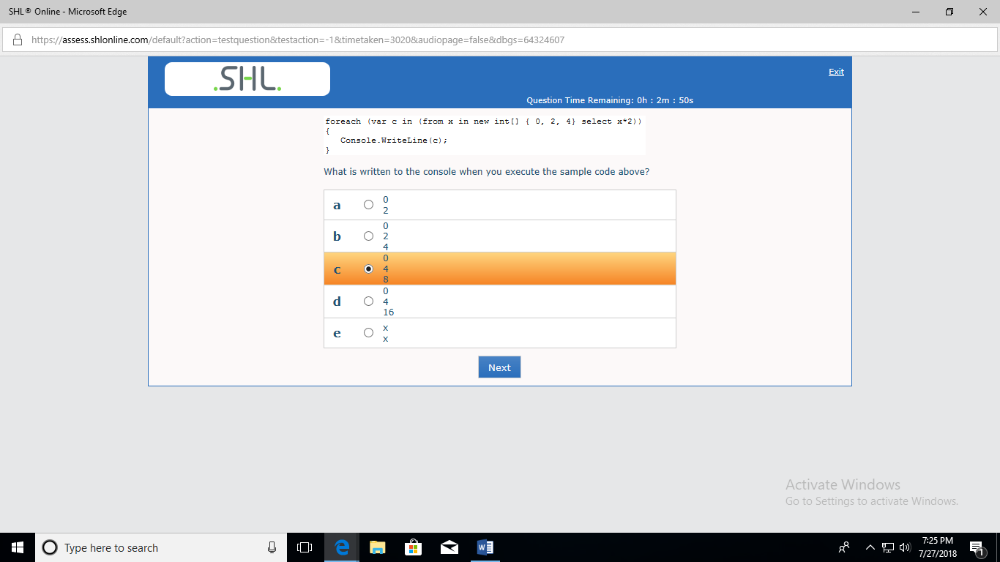 SHL® Online - Microsoft Edge
https://assess.shlonline.com/default?action=testquestion&testaction=-1&timetaken=3020&audiopage=false&dbgs=64324607
.SHL.
Exit
Question Time Remaining: 0h : 2m : 50s
foreach (var c in (from x in new int[] { 0, 2, 4} select x*2))
{
Console.WriteLine(c);
}
What is written to the console when you execute the sample code above?
a
0
2
b
0
2
4
c
0
4
8
d
0
4
16
e
x
x
Next
Activate Windows
Go to Settings to activate Windows.
Type here to search
W
7:25 PM
7/27/2018
1